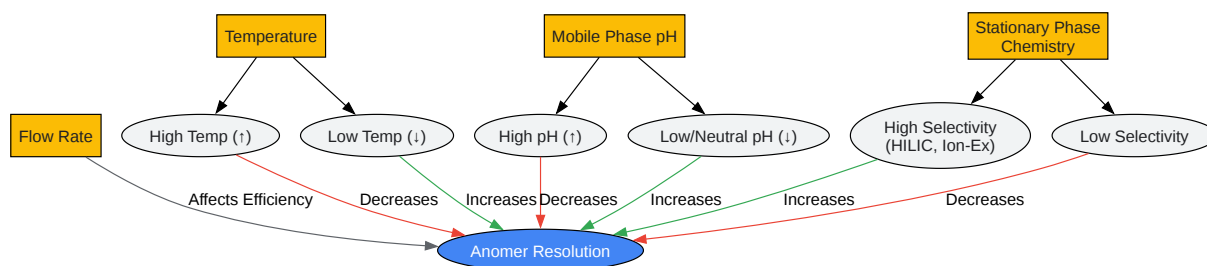 Temperature
Mobile Phase pH
Stationary Phase
Chemistry
Flow Rate
High Temp (↑)
Low Temp (↓)
High pH (↑)
Low/Neutral pH (↓)
High Selectivity
(HILIC, Ion-Ex)
Low Selectivity
Affects Efficiency
Decreases
Increases
Decreases
Increases
Increases
Decreases
Anomer Resolution